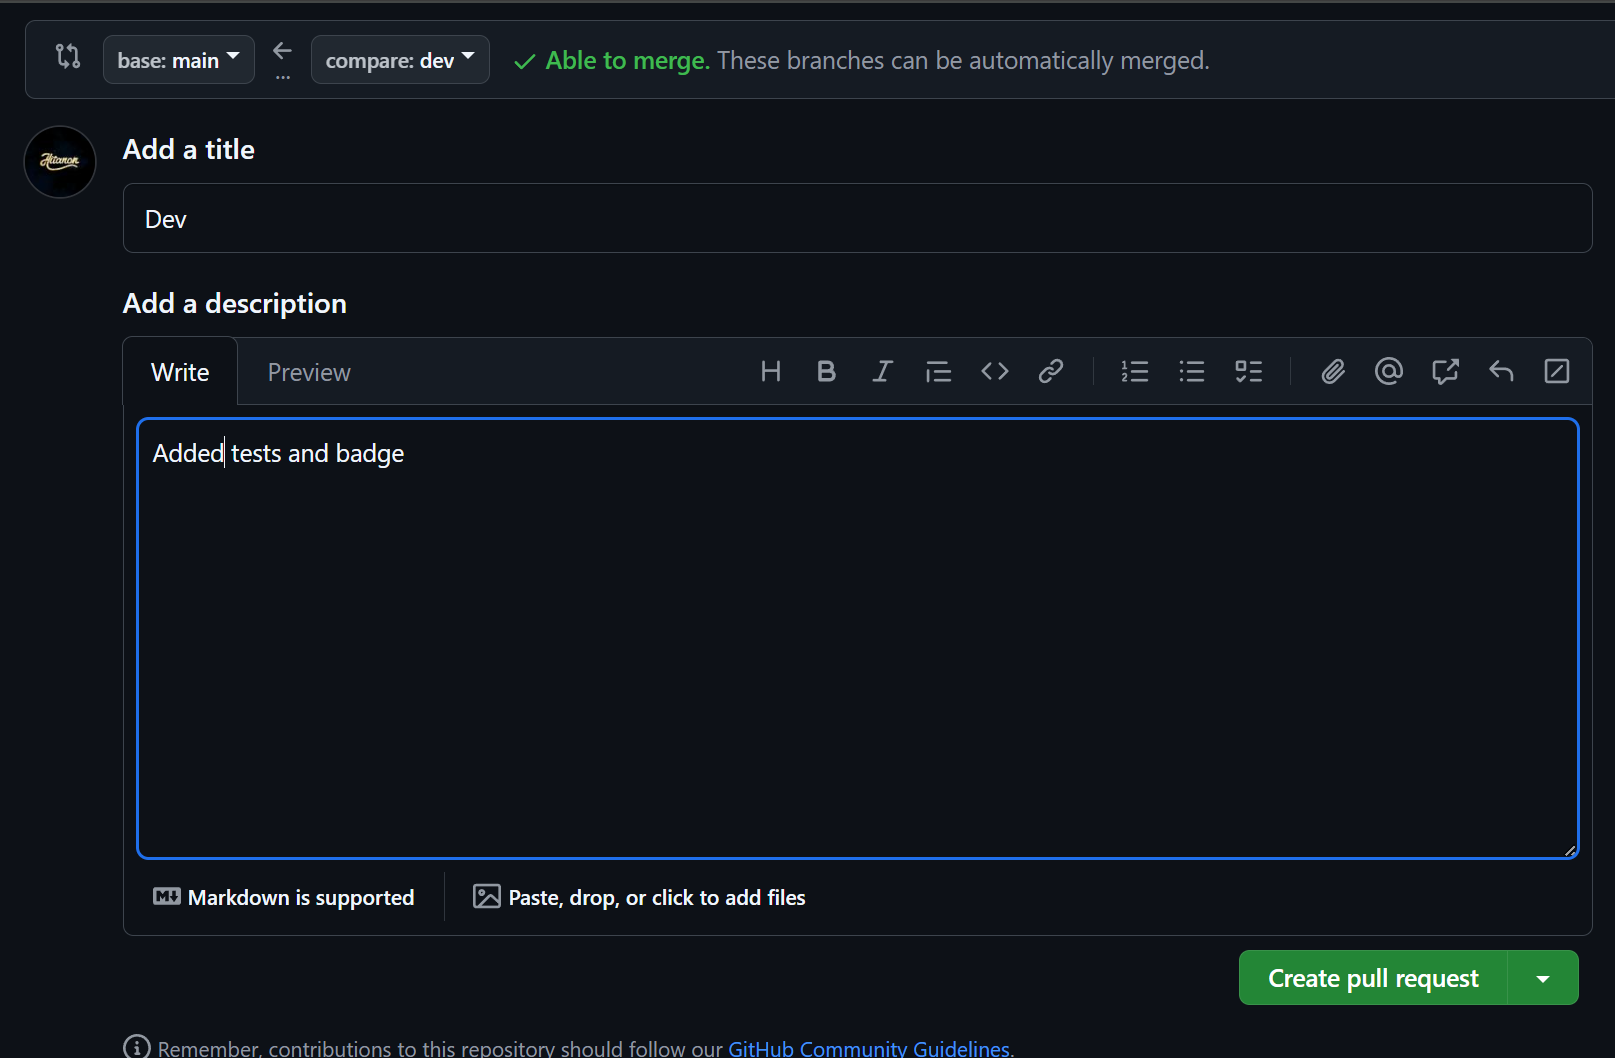 base: main ... compare: dev Able to merge. These branches can be automatically merged.
Hitanon
Add a title
Dev
Add a description
Write Preview
Added tests and badge
Markdown is supported Paste, drop, or click to add files
Create pull request
Remember, contributions to this repository should follow our GitHub Community Guidelines.